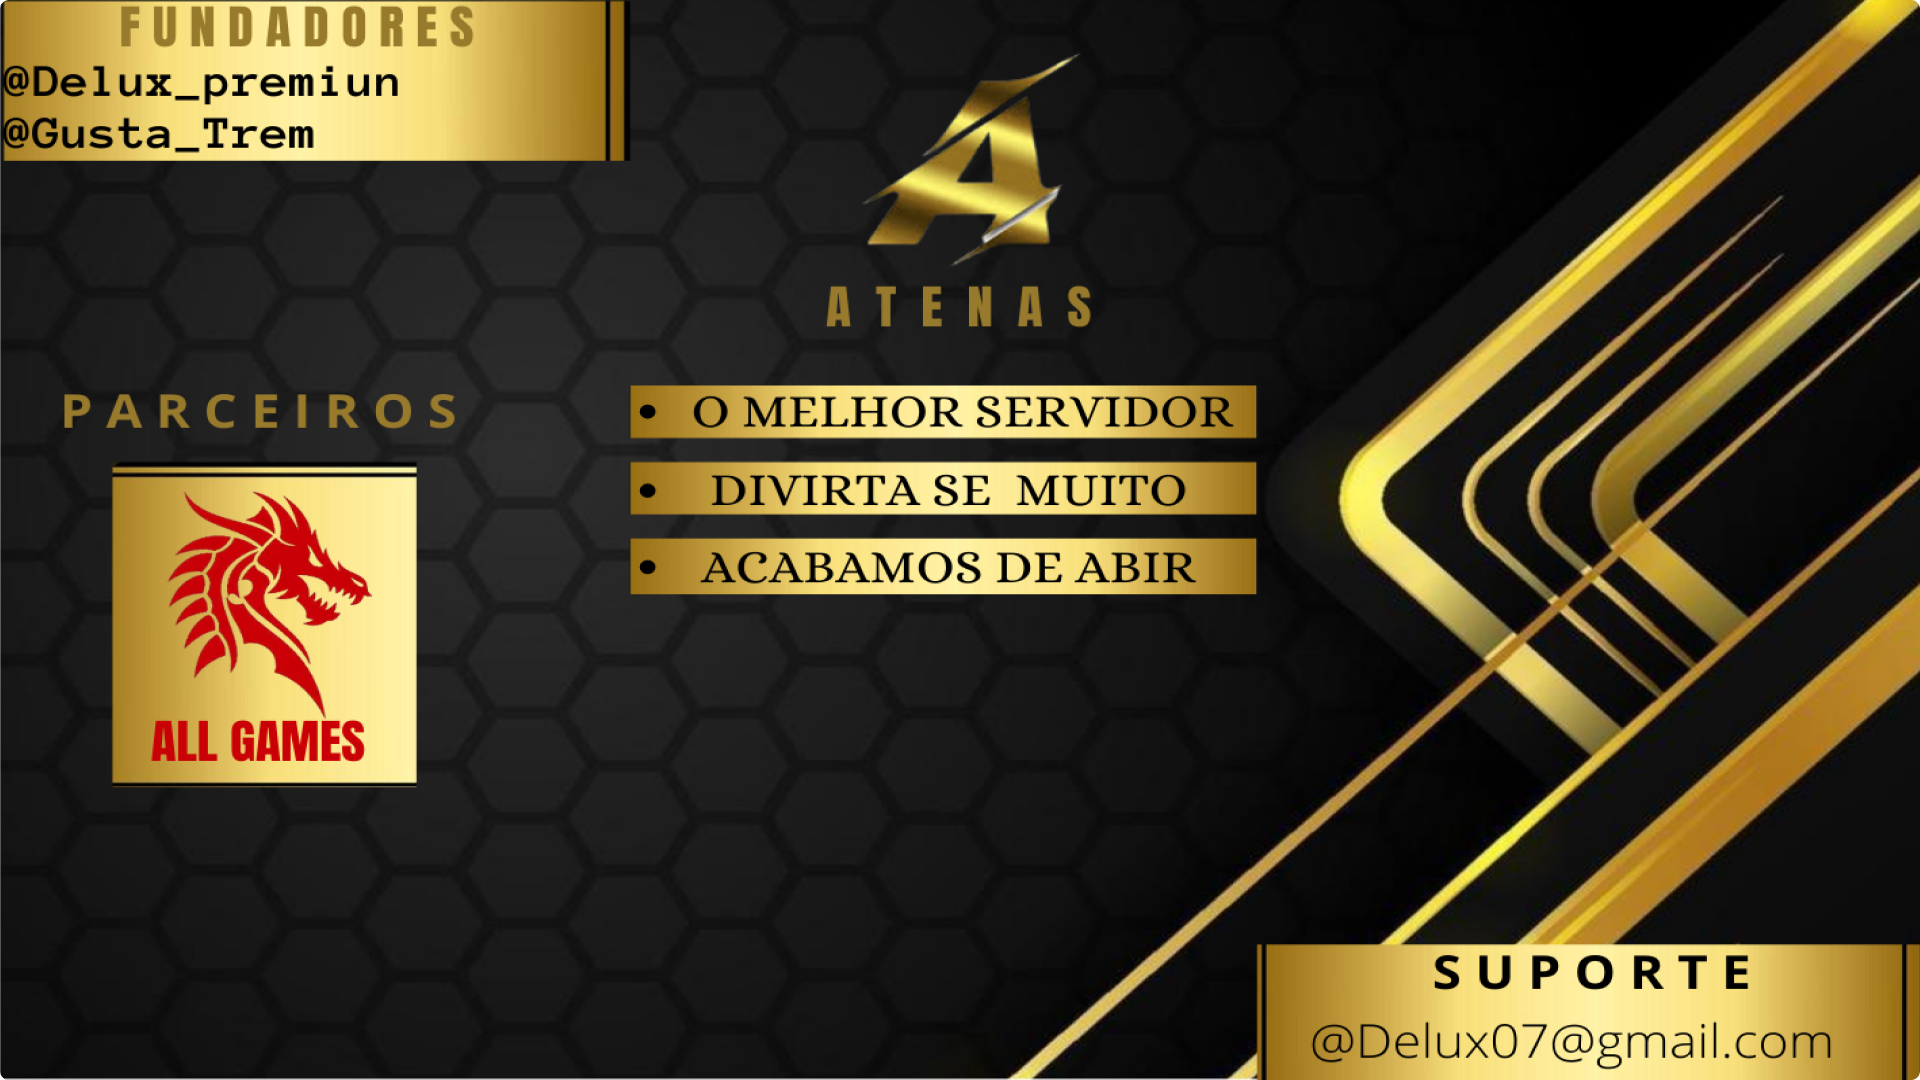 FUNDADORES
@Delux_premiun
@Gusta_Trem
ATENAS
PARCEIROS
ALL GAMES
• O MELHOR SERVIDOR
• DIVIRTA SE MUITO
• ACABAMOS DE ABIR
SUPORTE
@Delux07@gmail.com